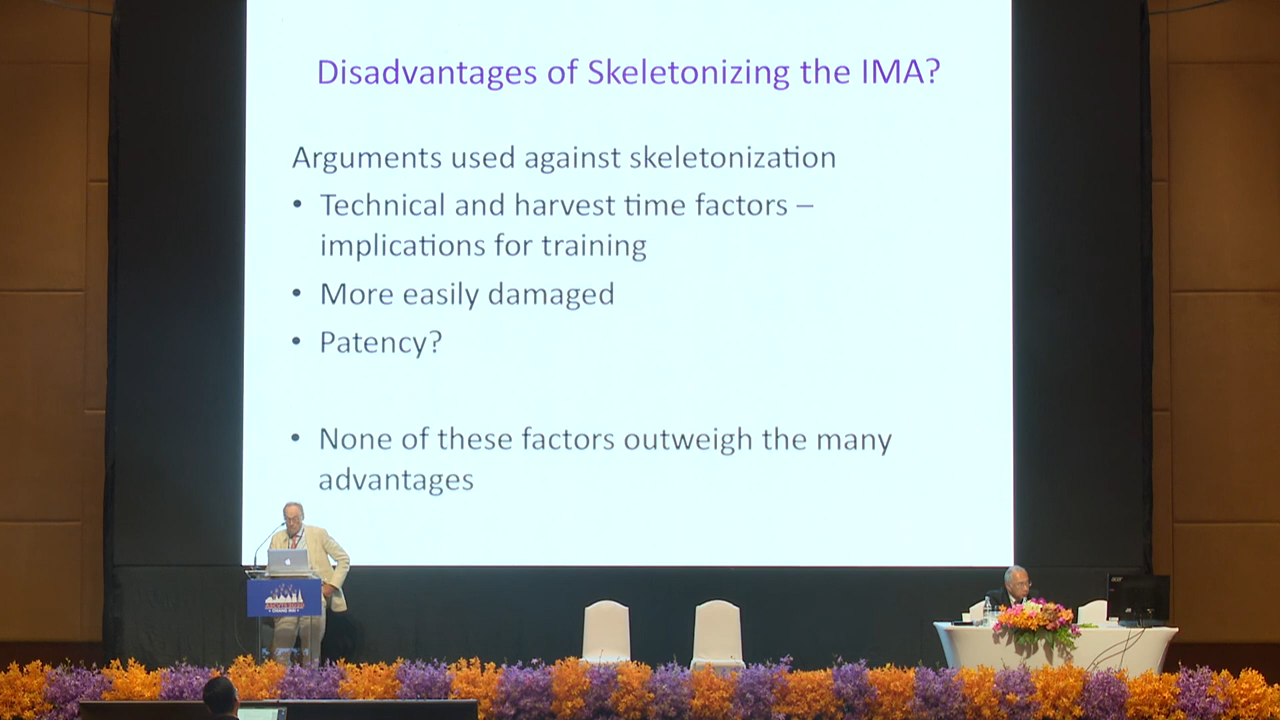 Disadvantages of Skeletonizing the IMA?
Arguments used against skeletonization
• Technical and harvest time factors –
implications for training
• More easily damaged
• Patency?
• None of these factors outweigh the many
advantages
acer